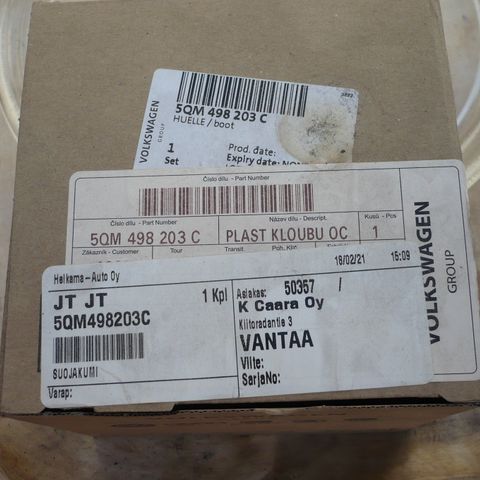 5QM 498 203 C
HUELLE / boot
VOLKSWAGEN
GROUP
1
Set
Prod. date:
Expiry date:
Číslo dílu - Part Number
Číslo dílu - Part Number
Název dílu - Descript.
Kusů - Pcs
5QM 498 203 C
PLAST KLOUBU OC
1
Zákazník - Customer
Tour
Transit
Poh. Klín
VOLKSWAGEN
GROUP
Helkama-Auto Oy
18/02/21
15:09
JT JT
1 Kpl
5QM498203C
SUOJAKUMI
Varap:
Asiakas: 50357 /
K Caara Oy
Kiitoradantie 3
VANTAA
Viite:
SarjaNo: